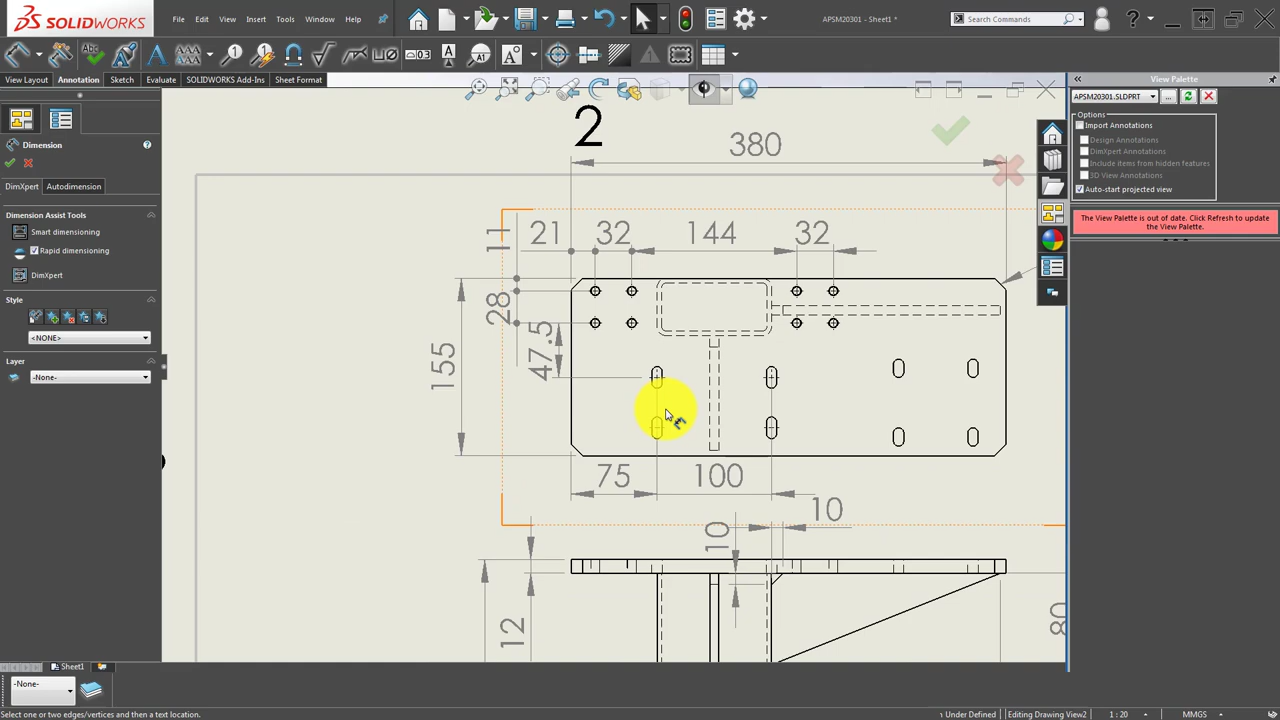 SOLIDWORKS
File
Edit
View
Insert
Tools
Window
Help
APSM20301 - Sheet1 *
Search Commands
View Layout
Annotation
Sketch
Evaluate
SOLIDWORKS Add-Ins
Sheet Format
View Palette
APSM20301.SLDPRT
Options
Import Annotations
Design Annotations
DimXpert Annotations
Include items from hidden features
3D View Annotations
Auto-start projected view
The View Palette is out of date. Click Refresh to update
the View Palette.
Dimension
DimXpert
Autodimension
Dimension Assist Tools
Smart dimensioning
Rapid dimensioning
DimXpert
Style
<NONE>
Layer
-None-
2
380
11
21
32
144
32
28
47.5
155
75
100
10
10
12
80
Sheet1
-None-
Select one or two edges/vertices and then a text location.
Under Defined
Editing Drawing View2
1 : 20
MMGS